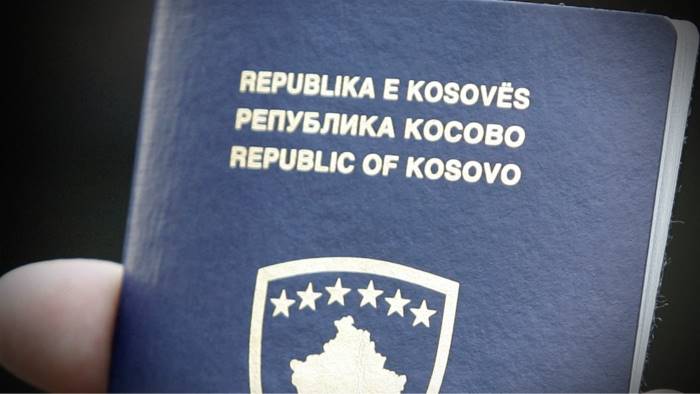 REPUBLIKA E KOSOVËS
РЕПУБЛИКА КОСОВО
REPUBLIC OF KOSOVO